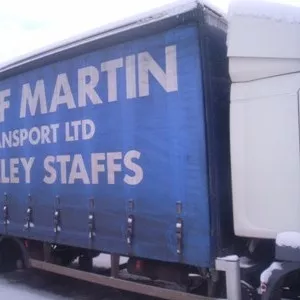 F MARTIN
ANSPORT LTD
LEY STAFFS